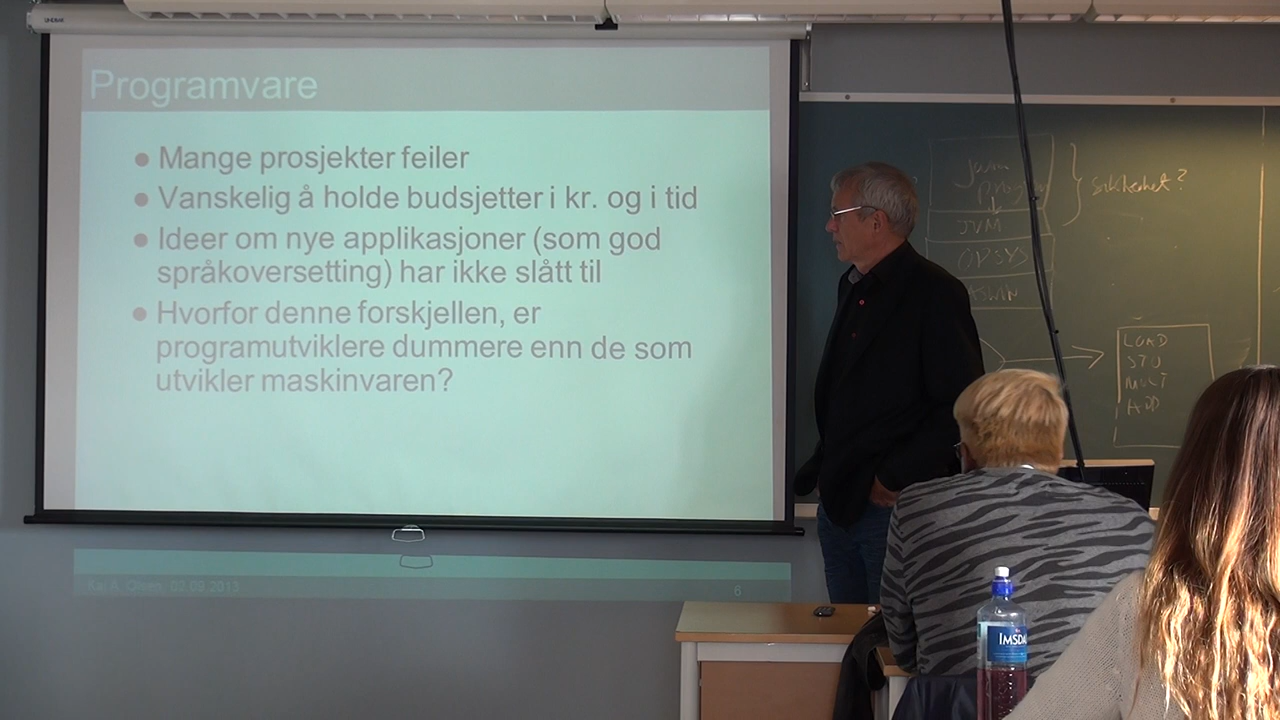 Programvare
● Mange prosjekter feiler
● Vanskelig å holde budsjetter i kr. og i tid
● Ideer om nye applikasjoner (som god
språkoversetting) har ikke slått til
● Hvorfor denne forskjellen, er
programutviklere dummere enn de som
utvikler maskinvaren?
Kai A. Olsen, 02.09.2013
6
Java
JVM
OPSYS
LOAD
STO
MULT
ADD